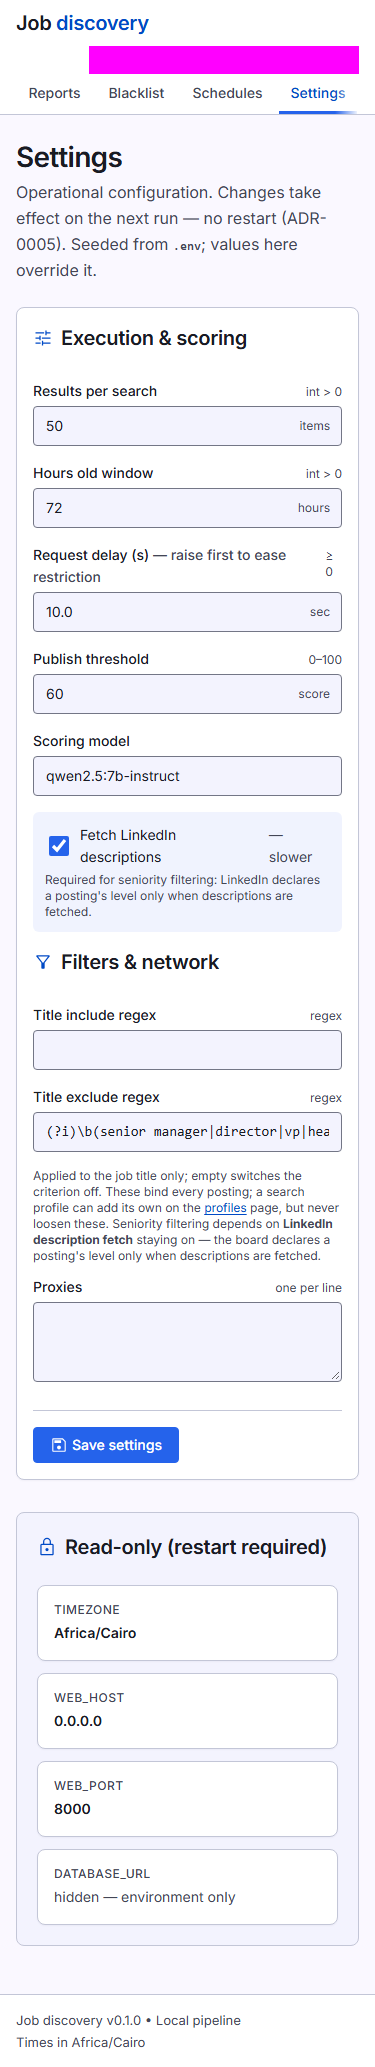 Job discovery
Reports Blacklist Schedules Settings
Settings
Operational configuration. Changes take
effect on the next run — no restart (ADR-
0005). Seeded from .env; values here
override it.
Execution & scoring
Results per search int > 0
50 items
Hours old window int > 0
72 hours
Request delay (s) — raise first to ease ≥
restriction 0
10.0 sec
Publish threshold 0–100
60 score
Scoring model
qwen2.5:7b-instruct
Fetch LinkedIn —
descriptions slower
Required for seniority filtering: LinkedIn declares
a posting's level only when descriptions are
fetched.
Filters & network
Title include regex regex
Title exclude regex regex
(?i)\b(senior manager|director|vp|hea
Applied to the job title only; empty switches the
criterion off. These bind every posting; a search
profile can add its own on the profiles page, but never
loosen these. Seniority filtering depends on LinkedIn
description fetch staying on — the board declares a
posting's level only when descriptions are fetched.
Proxies one per line
Save settings
Read-only (restart required)
TIMEZONE
Africa/Cairo
WEB_HOST
0.0.0.0
WEB_PORT
8000
DATABASE_URL
hidden — environment only
Job discovery v0.1.0 • Local pipeline
Times in Africa/Cairo